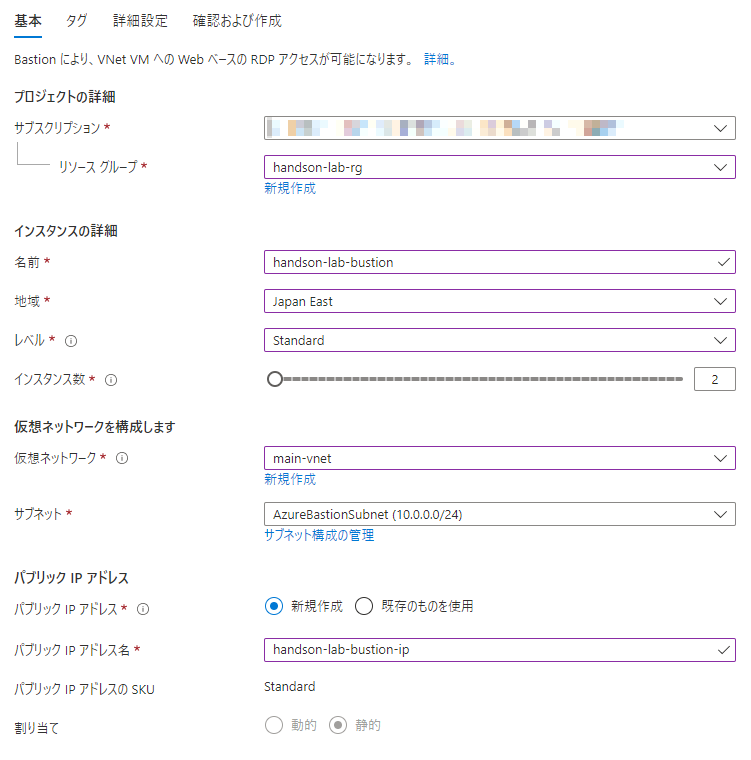 基本 タグ 詳細設定 確認および作成
Bastion により、VNet VM への Web ベースの RDP アクセスが可能になります。 詳細。
プロジェクトの詳細
サブスクリプション *
リソース グループ * handson-lab-rg
新規作成
インスタンスの詳細
名前 * handson-lab-bustion
地域 * Japan East
レベル * Standard
インスタンス数 * 2
仮想ネットワークを構成します
仮想ネットワーク * main-vnet
新規作成
サブネット * AzureBastionSubnet (10.0.0.0/24)
サブネット構成の管理
パブリック IP アドレス
パブリック IP アドレス * 新規作成 既存のものを使用
パブリック IP アドレス名 * handson-lab-bustion-ip
パブリック IP アドレスの SKU Standard
割り当て 動的 静的